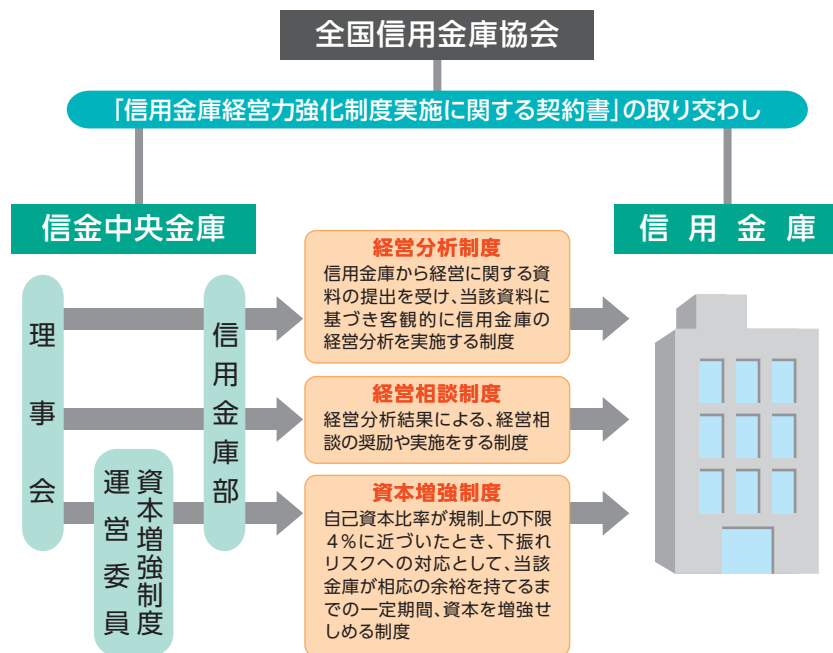 全国信用金庫協会
「信用金庫経営力強化制度実施に関する契約書」の取り交わし
信金中央金庫
信用金庫
理事会
信用金庫部
資本増強制度
運営委員
経営分析制度
信用金庫から経営に関する資
料の提出を受け、当該資料に
基づき客観的に信用金庫の
経営分析を実施する制度
経営相談制度
経営分析結果による、経営相
談の奨励や実施をする制度
資本増強制度
自己資本比率が規制上の下限
4%に近づいたとき、下振れ
リスクへの対応として、当該
金庫が相応の余裕を持てるま
での一定期間、資本を増強せ
しめる制度